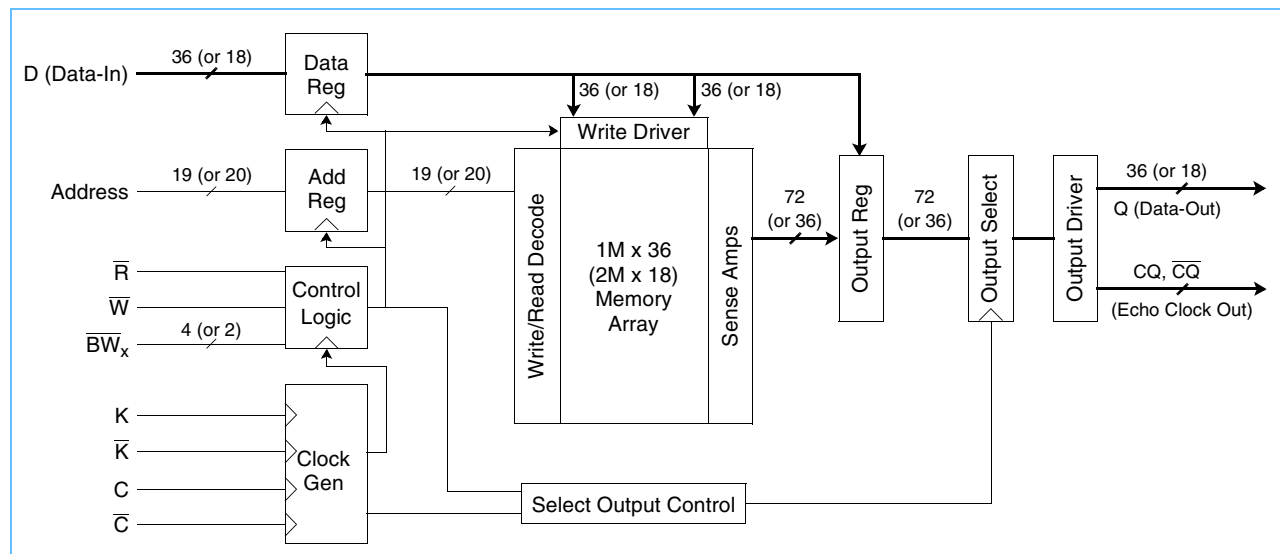 D (Data-In)
36 (or 18)
Data
Reg
36 (or 18)
36 (or 18)
Write Driver
Address
19 (or 20)
Add
Reg
19 (or 20)
Write/Read Decode
1M x 36
(2M x 18)
Memory
Array
Sense Amps
72
(or 36)
Output Reg
72
(or 36)
Output Select
Output Driver
36 (or 18)
Q (Data-Out)
CQ, C̅Q̅
(Echo Clock Out)
R̅
W̅
B̅W̅x
4 (or 2)
Control
Logic
K
K̅
C
C̅
Clock
Gen
Select Output Control